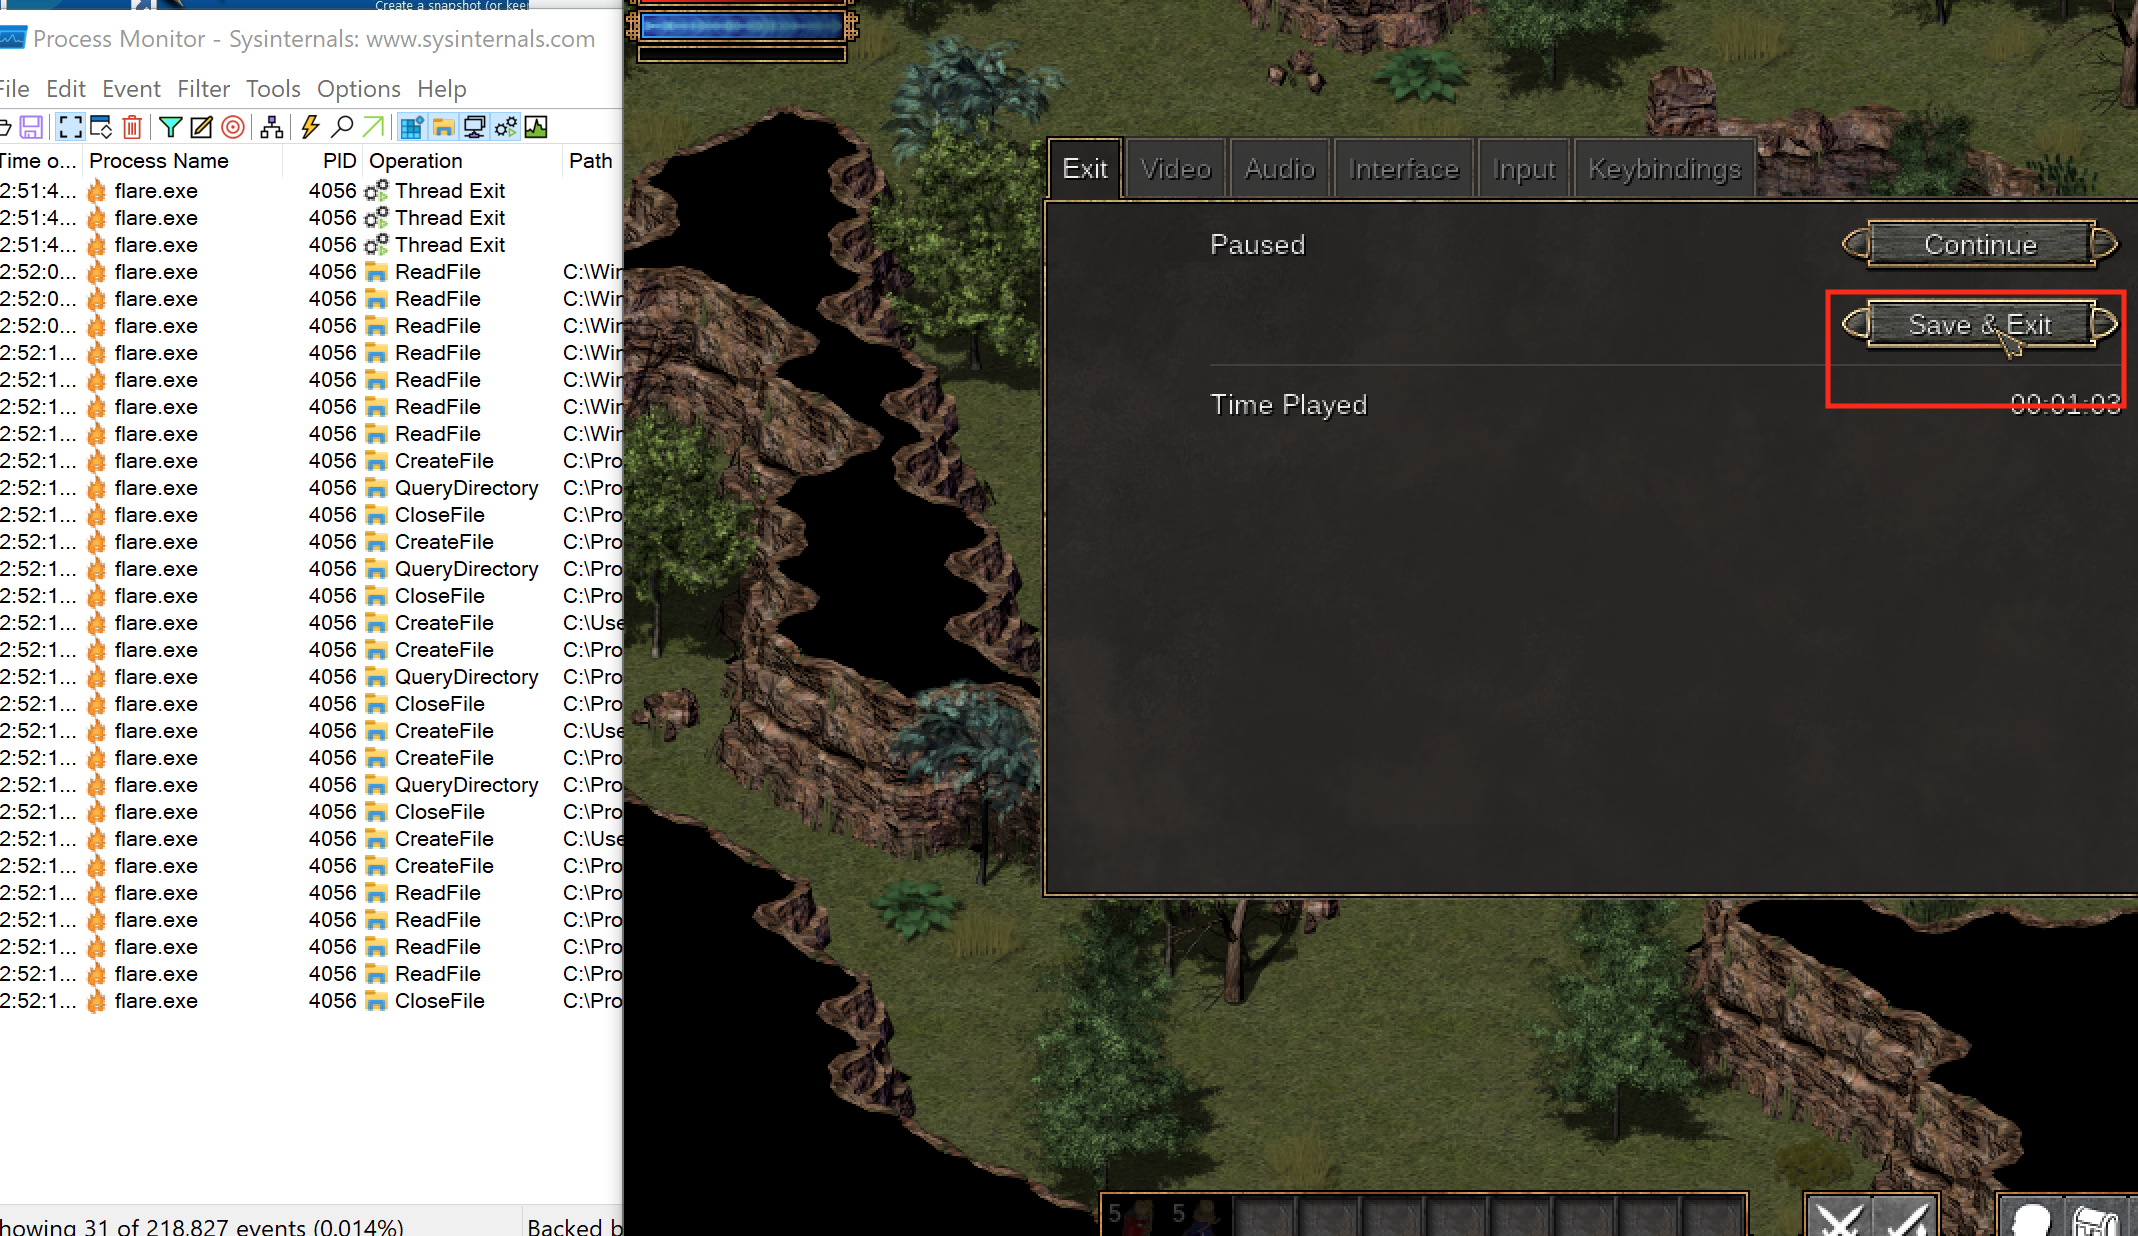 Create a snapshot (or keep
Process Monitor - Sysinternals: www.sysinternals.com
File Edit Event Filter Tools Options Help
Time o... Process Name PID Operation Path
2:51:4... flare.exe 4056 Thread Exit
2:51:4... flare.exe 4056 Thread Exit
2:51:4... flare.exe 4056 Thread Exit
2:52:0... flare.exe 4056 ReadFile C:\Win
2:52:0... flare.exe 4056 ReadFile C:\Win
2:52:0... flare.exe 4056 ReadFile C:\Win
2:52:1... flare.exe 4056 ReadFile C:\Win
2:52:1... flare.exe 4056 ReadFile C:\Win
2:52:1... flare.exe 4056 ReadFile C:\Win
2:52:1... flare.exe 4056 ReadFile C:\Win
2:52:1... flare.exe 4056 CreateFile C:\Pro
2:52:1... flare.exe 4056 QueryDirectory C:\Pro
2:52:1... flare.exe 4056 CloseFile C:\Pro
2:52:1... flare.exe 4056 CreateFile C:\Pro
2:52:1... flare.exe 4056 QueryDirectory C:\Pro
2:52:1... flare.exe 4056 CloseFile C:\Pro
2:52:1... flare.exe 4056 CreateFile C:\Use
2:52:1... flare.exe 4056 CreateFile C:\Pro
2:52:1... flare.exe 4056 QueryDirectory C:\Pro
2:52:1... flare.exe 4056 CloseFile C:\Pro
2:52:1... flare.exe 4056 CreateFile C:\Use
2:52:1... flare.exe 4056 CreateFile C:\Pro
2:52:1... flare.exe 4056 QueryDirectory C:\Pro
2:52:1... flare.exe 4056 CloseFile C:\Pro
2:52:1... flare.exe 4056 CreateFile C:\Use
2:52:1... flare.exe 4056 CreateFile C:\Pro
2:52:1... flare.exe 4056 ReadFile C:\Pro
2:52:1... flare.exe 4056 ReadFile C:\Pro
2:52:1... flare.exe 4056 ReadFile C:\Pro
2:52:1... flare.exe 4056 ReadFile C:\Pro
2:52:1... flare.exe 4056 CloseFile C:\Pro
howing 31 of 218,827 events (0.014%) Backed b
Exit Video Audio Interface Input Keybindings
Paused Continue
Save & Exit
Time Played 00:01:03
5 5